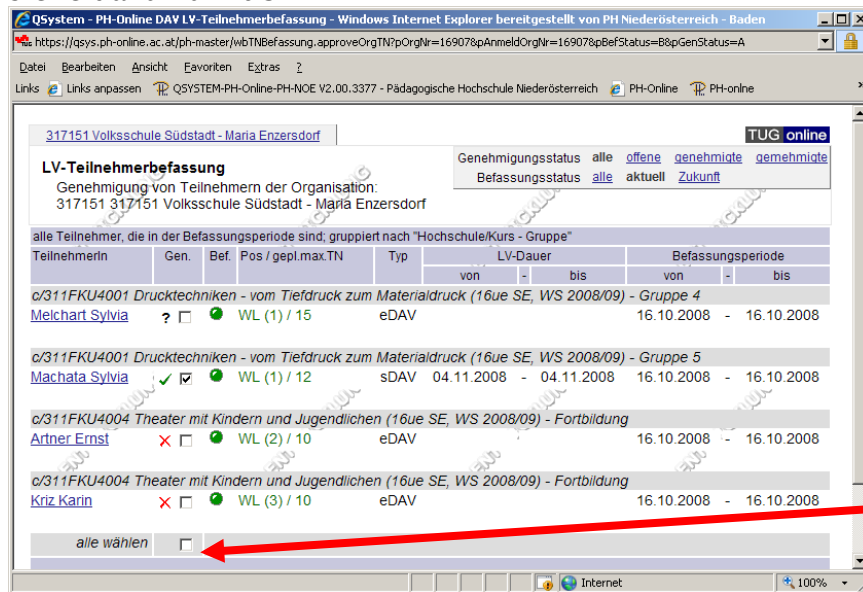 QSystem - PH-Online DAV LV-Teilnehmerbefassung - Windows Internet Explorer bereitgestellt von PH Niederösterreich - Baden
https://qsys.ph-online.ac.at/ph-master/wbTNBefassung.approveOrgTN?pOrgNr=16907&pAnmeldOrgNr=16907&pBefStatus=B&pGenStatus=A
Datei Bearbeiten Ansicht Favoriten Extras ?
Links Links anpassen QSYSTEM-PH-Online-PH-NOE V2.00.3377 - Pädagogische Hochschule Niederösterreich PH-Online PH-onlne
317151 Volksschule Südstadt - Maria Enzersdorf TUG online
LV-Teilnehmerbefassung
Genehmigung von Teilnehmern der Organisation:
317151 317151 Volksschule Südstadt - Maria Enzersdorf
Genehmigungsstatus alle offene genehmigte gemehmigte
Befassungsstatus alle aktuell Zukunft
alle Teilnehmer, die in der Befassungsperiode sind; gruppiert nach "Hochschule/Kurs - Gruppe"
TeilnehmerIn Gen. Bef. Pos / gepl.max.TN Typ LV-Dauer Befassungsperiode
von - bis von - bis
c/311FKU4001 Drucktechniken - vom Tiefdruck zum Materialdruck (16ue SE, WS 2008/09) - Gruppe 4
Melchart Sylvia ? WL (1) / 15 eDAV 16.10.2008 - 16.10.2008
c/311FKU4001 Drucktechniken - vom Tiefdruck zum Materialdruck (16ue SE, WS 2008/09) - Gruppe 5
Machata Sylvia WL (1) / 12 sDAV 04.11.2008 - 04.11.2008 16.10.2008 - 16.10.2008
c/311FKU4004 Theater mit Kindern und Jugendlichen (16ue SE, WS 2008/09) - Fortbildung
Artner Ernst WL (2) / 10 eDAV 16.10.2008 - 16.10.2008
c/311FKU4004 Theater mit Kindern und Jugendlichen (16ue SE, WS 2008/09) - Fortbildung
Kriz Karin WL (3) / 10 eDAV 16.10.2008 - 16.10.2008
alle wählen
Internet 100%